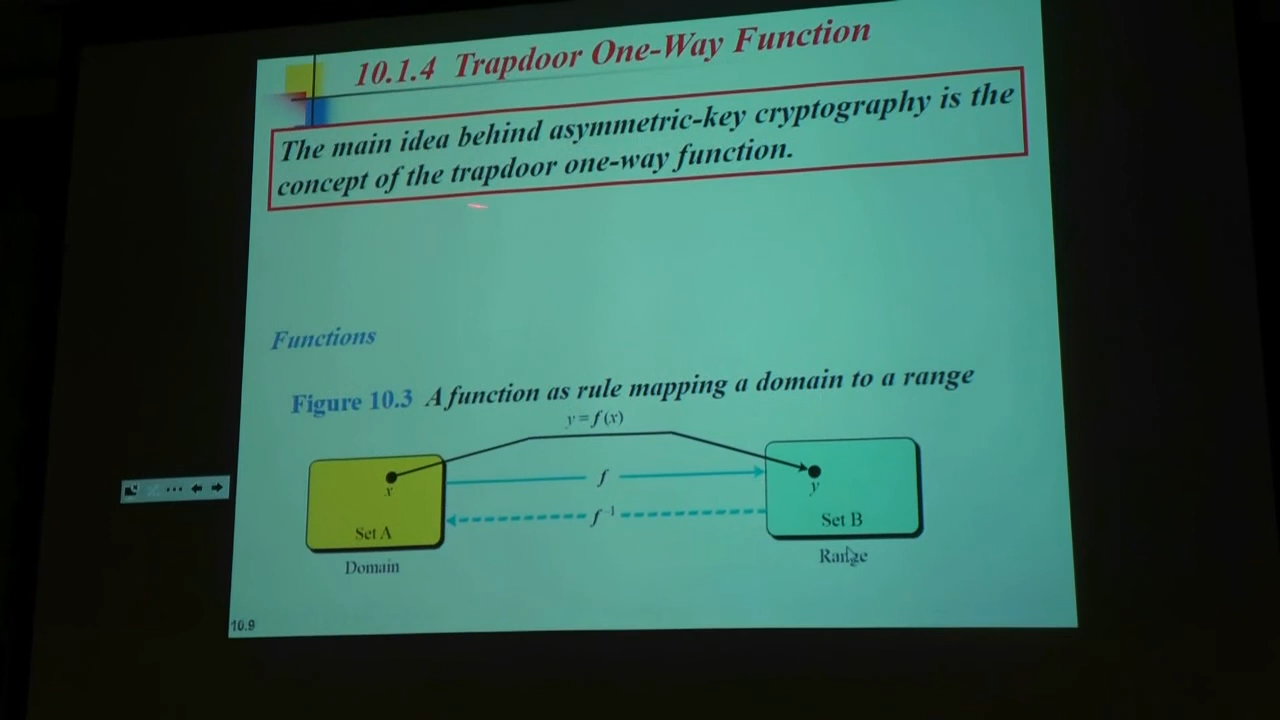 10.1.4 Trapdoor One-Way Function
The main idea behind asymmetric-key cryptography is the
concept of the trapdoor one-way function.
Functions
Figure 10.3 A function as rule mapping a domain to a range
y = f (x)
x
f
y
f⁻¹
Set A
Set B
Domain
Range
10.9